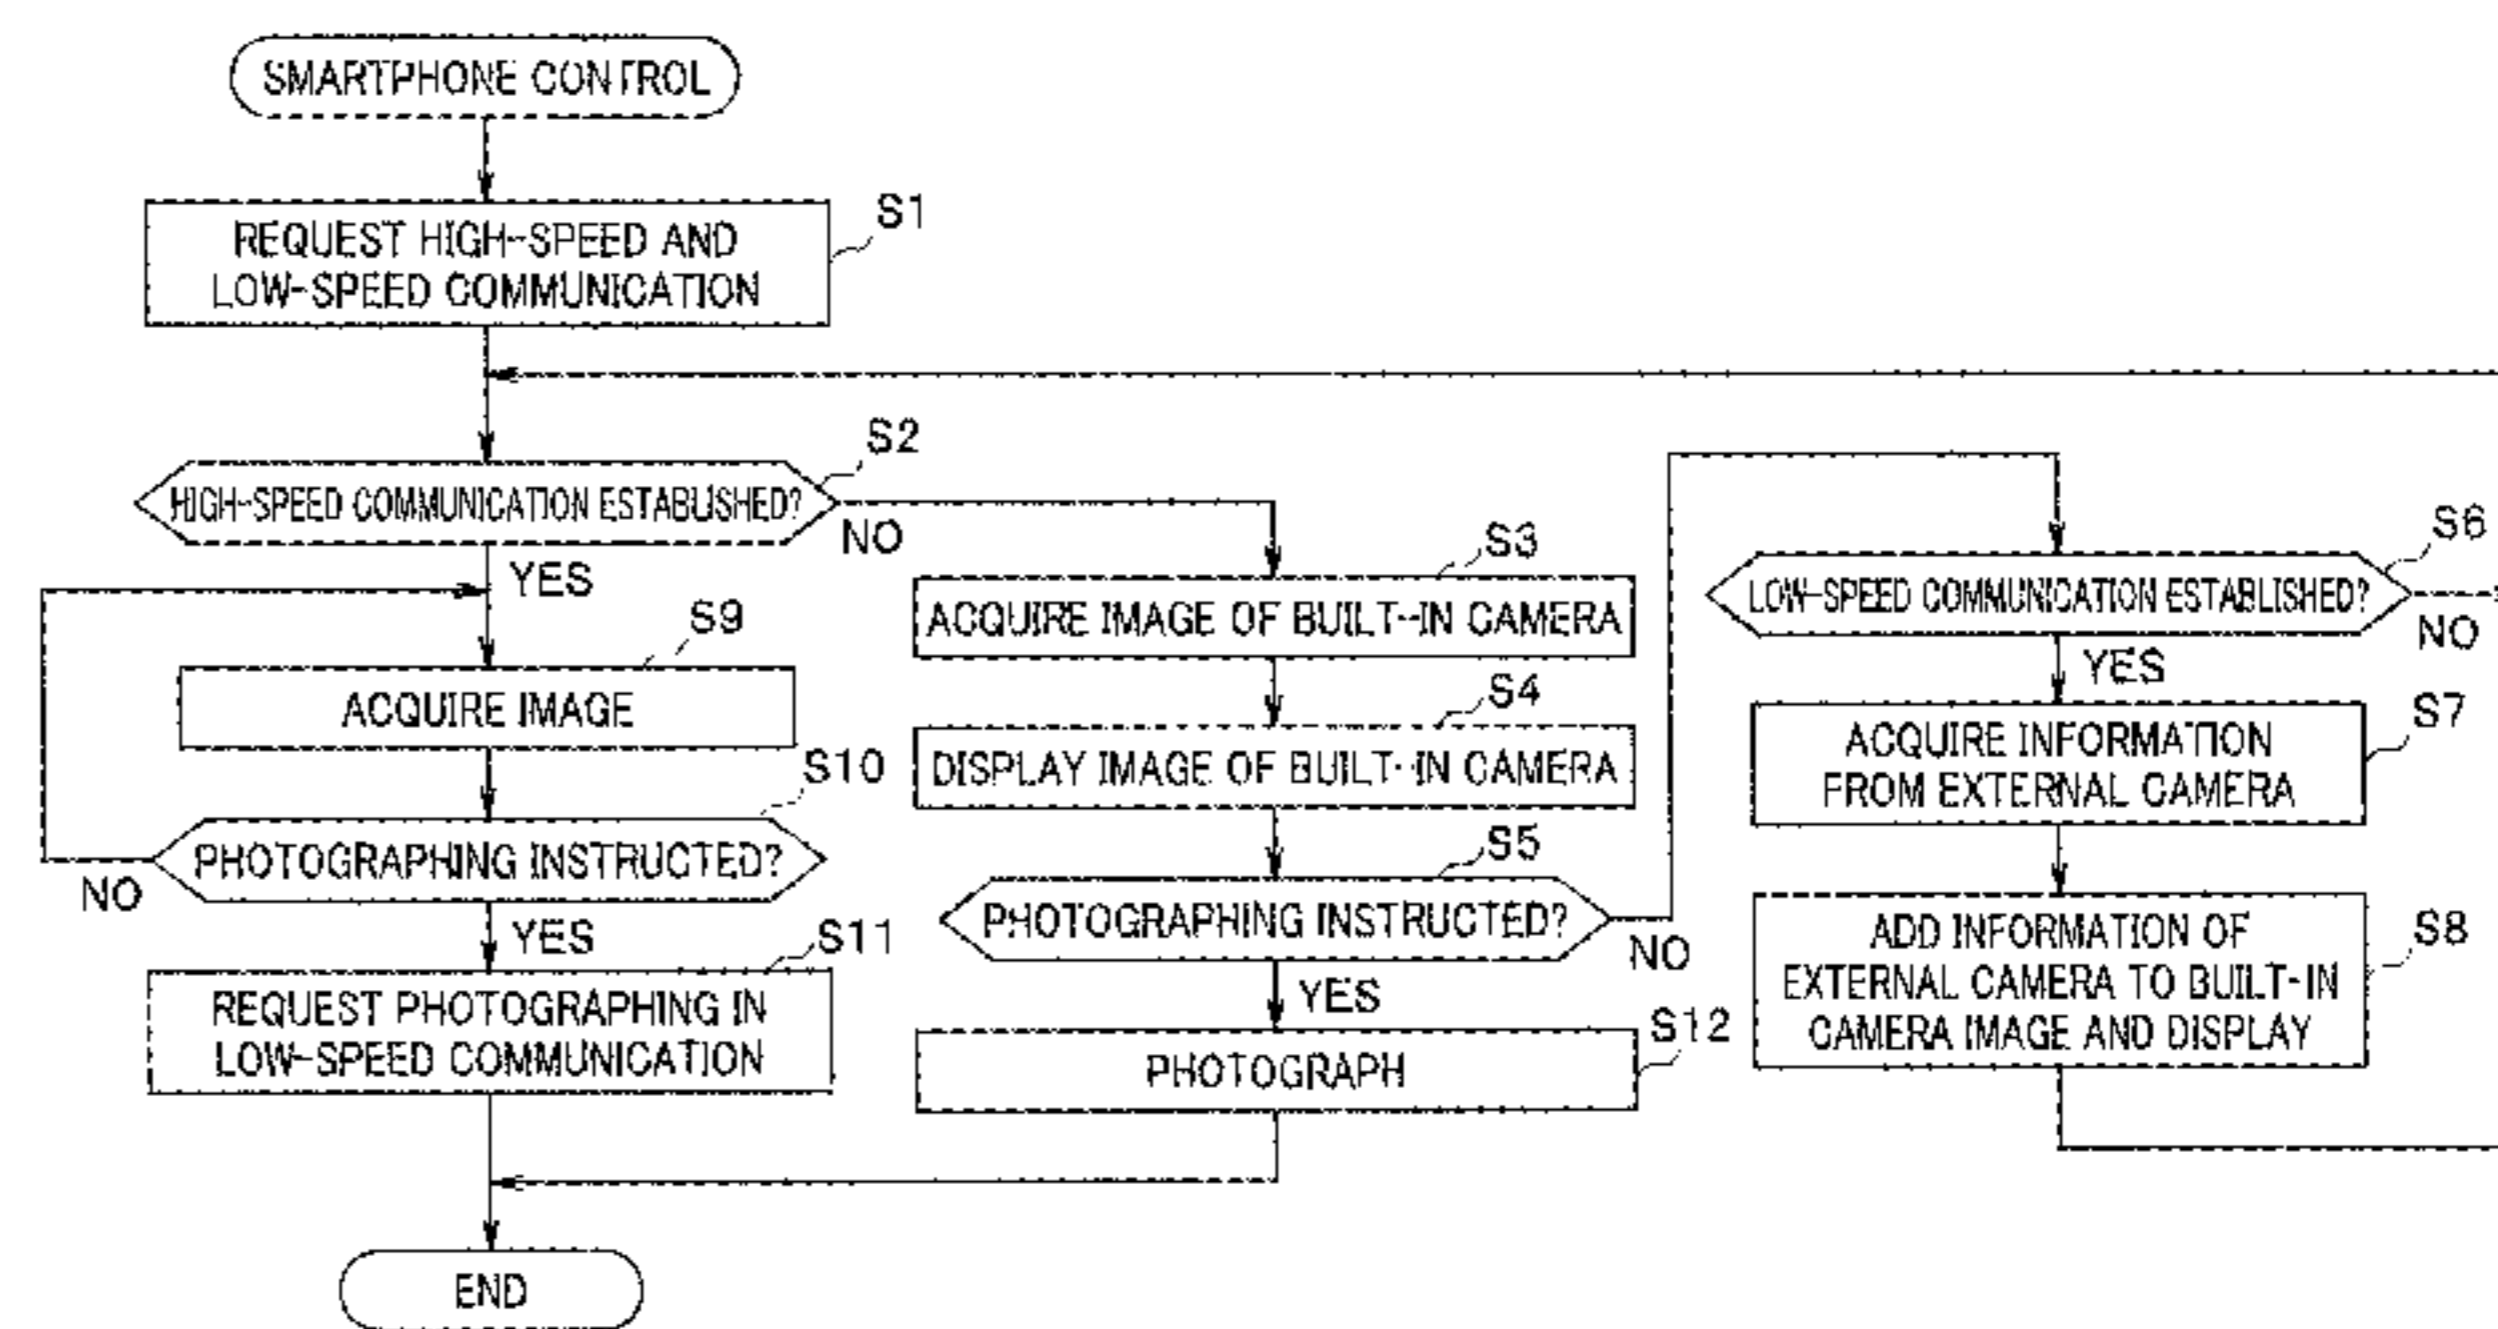 SMARTPHONE CONTROL
S1
REQUEST HIGH-SPEED AND
LOW-SPEED COMMUNICATION
S2
HIGH-SPEED COMMUNICATION ESTABLISHED?
NO
YES
S9
ACQUIRE IMAGE
S10
PHOTOGRAPHING INSTRUCTED?
NO
YES
S11
REQUEST PHOTOGRAPHING IN
LOW-SPEED COMMUNICATION
END
S3
ACQUIRE IMAGE OF BUILT-IN CAMERA
S4
DISPLAY IMAGE OF BUILT-IN CAMERA
S5
PHOTOGRAPHING INSTRUCTED?
NO
YES
S12
PHOTOGRAPH
S6
LOW-SPEED COMMUNICATION ESTABLISHED?
NO
YES
S7
ACQUIRE INFORMATION
FROM EXTERNAL CAMERA
S8
ADD INFORMATION OF
EXTERNAL CAMERA TO BUILT-IN
CAMERA IMAGE AND DISPLAY